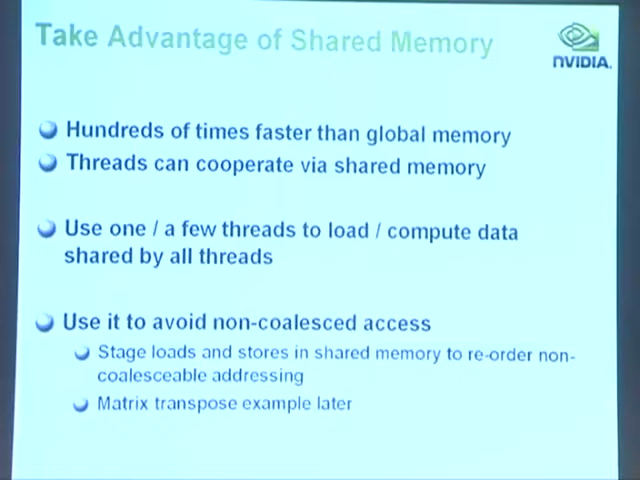 Take Advantage of Shared Memory
NVIDIA.
Hundreds of times faster than global memory
Threads can cooperate via shared memory
Use one / a few threads to load / compute data
shared by all threads
Use it to avoid non-coalesced access
Stage loads and stores in shared memory to re-order non-
coalesceable addressing
Matrix transpose example later